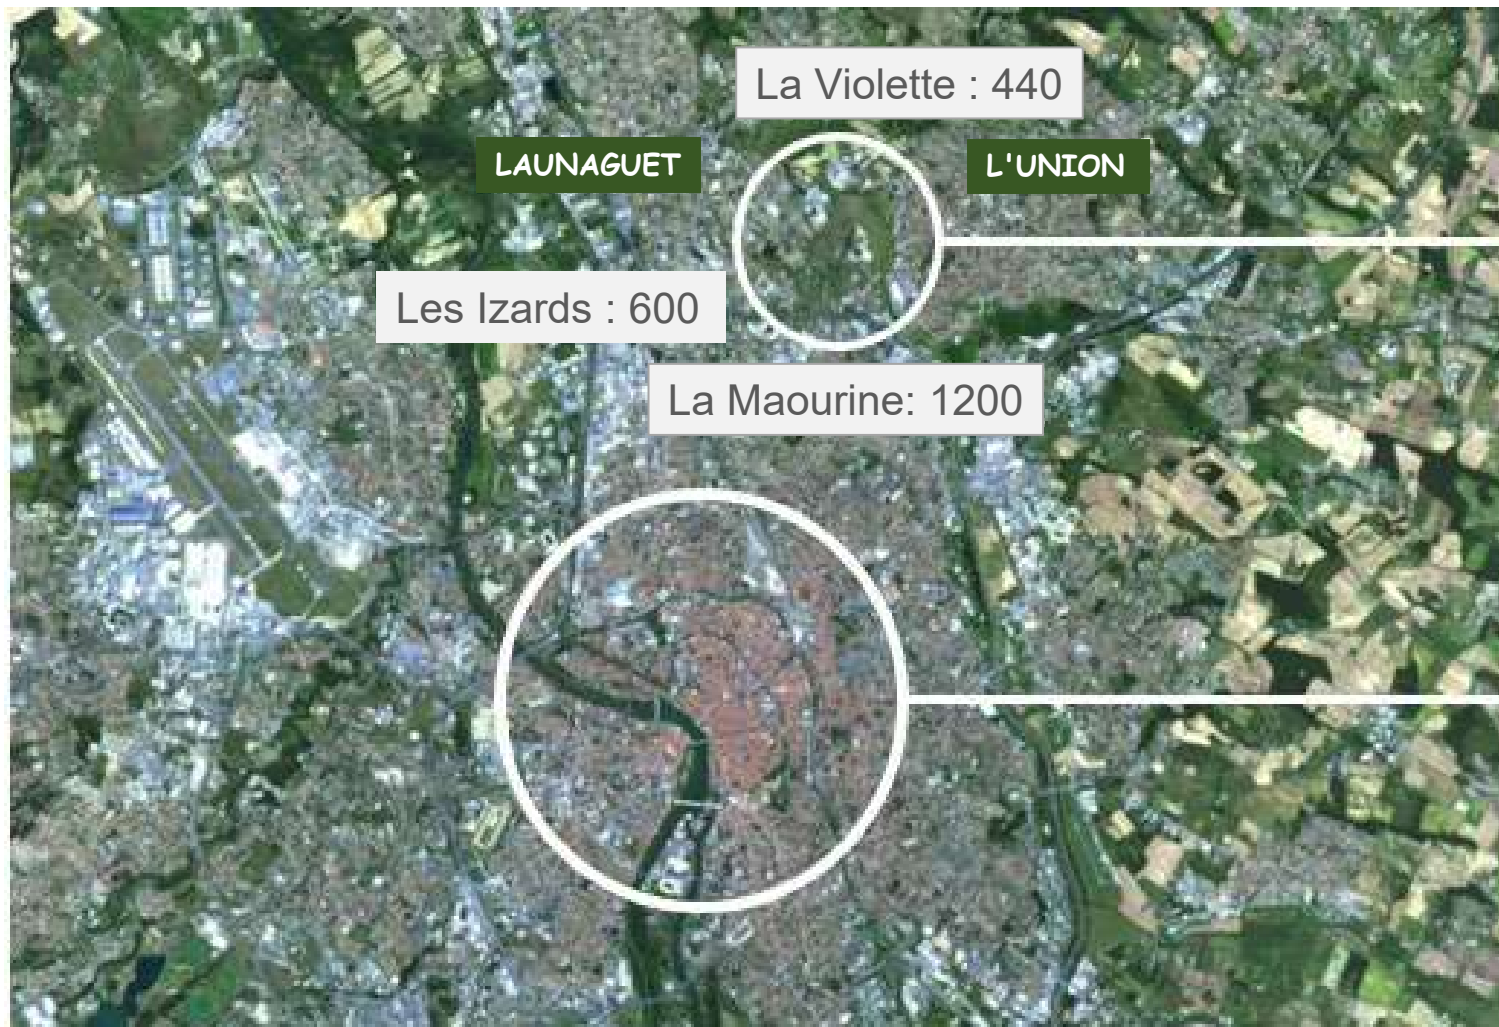 La Violette : 440
LAUNAGUET
L'UNION
Les Izards : 600
La Maourine: 1200